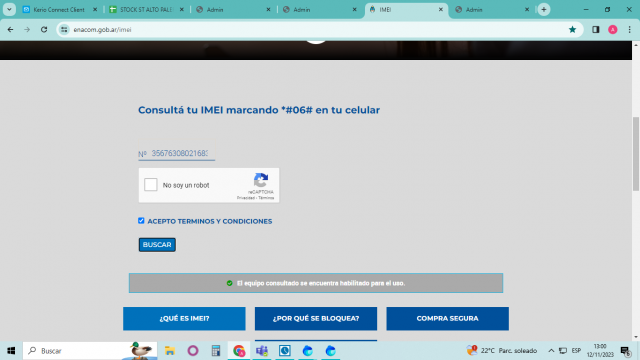 Kerio Connect Client
STOCK ST ALTO PAL
Admin
Admin
IMEI
Admin
enacom.gob.ar/imei
A
Consultá tu IMEI marcando *#06# en tu celular
Nº 35676308021683
No soy un robot
reCAPTCHA
Privacidad - Términos
ACEPTO TERMINOS Y CONDICIONES
BUSCAR
El equipo consultado se encuentra habilitado para el uso.
¿QUÉ ES IMEI?
¿POR QUÉ SE BLOQUEA?
COMPRA SEGURA
Buscar
22°C Parc. soleado
ESP
13:00
12/11/2023